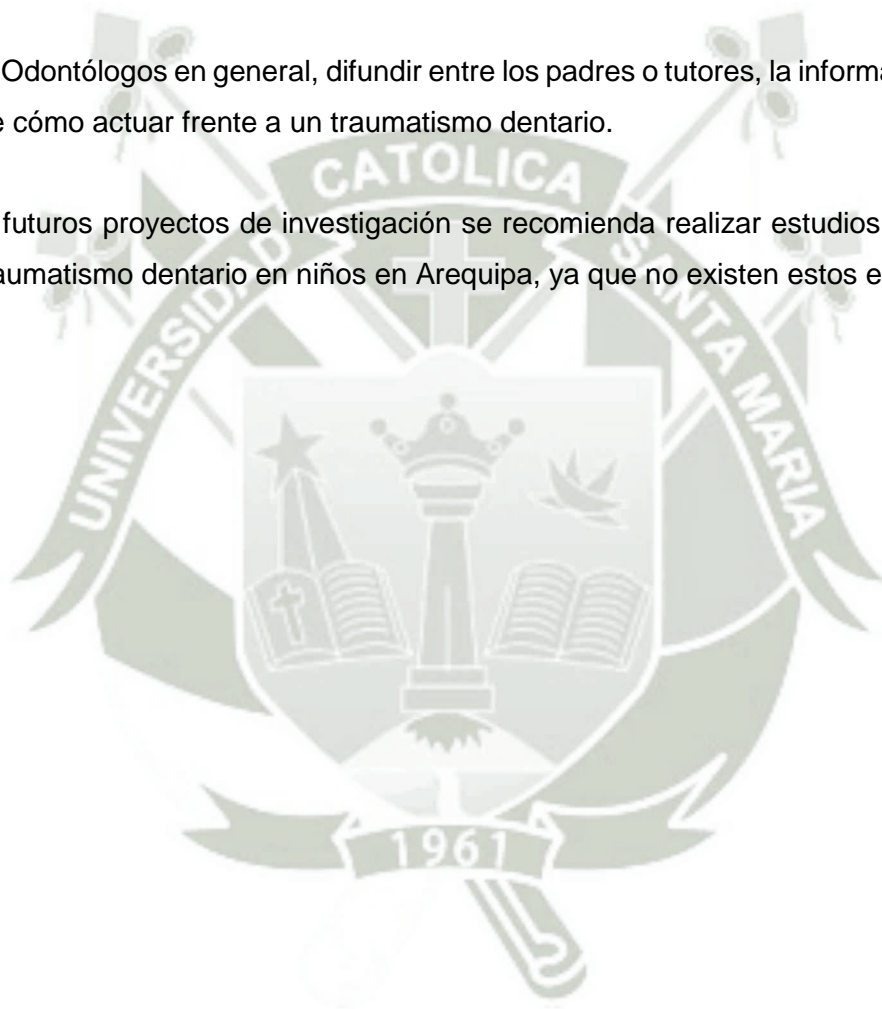 Odontólogos en general, difundir entre los padres o tutores, la
cómo actuar frente a un traumatismo dentario.
futuros proyectos de investigación se recomienda realizar estudios
dentario en niños en Arequipa, ya que no existen estos
UNIVERSIDAD CATOLICA SANTA MARIA
1961